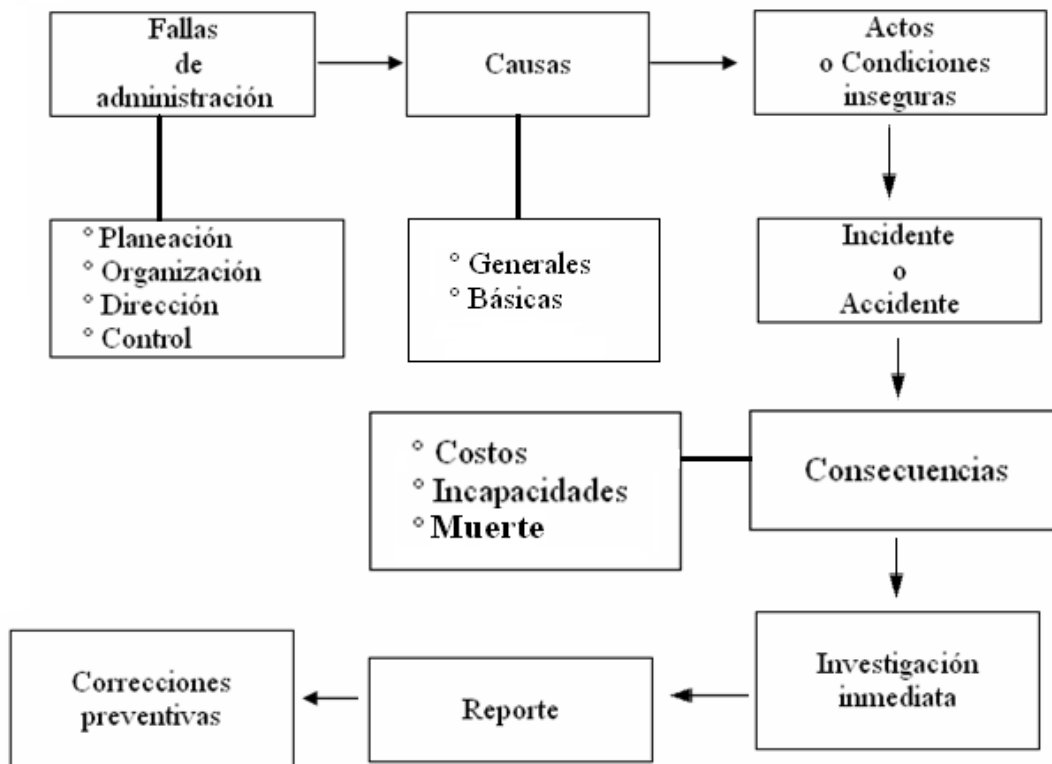 Fallas
de
administración
Causas
Actos
o Condiciones
inseguras
° Planeación
° Organización
° Dirección
° Control
° Generales
° Básicas
Incidente
o
Accidente
° Costos
° Incapacidades
° Muerte
Consecuencias
Investigación
inmediata
Reporte
Correcciones
preventivas